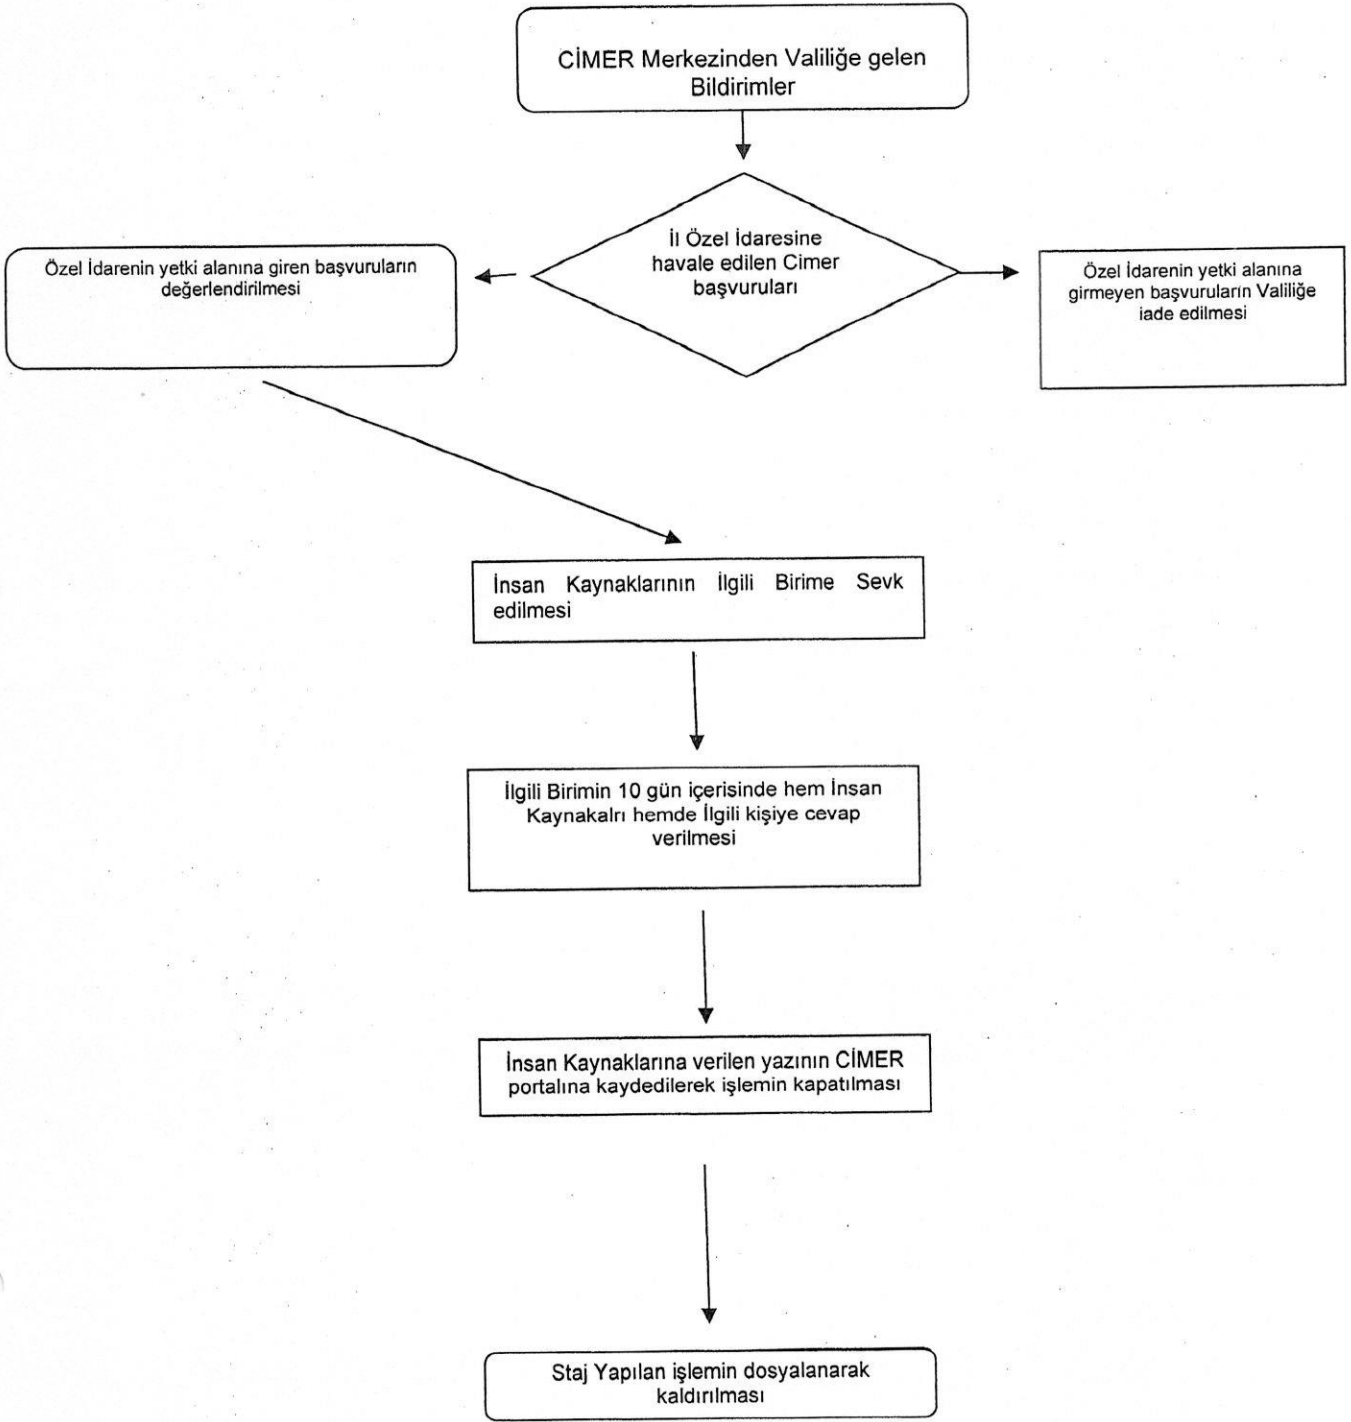 CİMER Merkezinden Valiliğe gelen
Bildirimler
İl Özel İdaresine
havale edilen Cimer
başvuruları
Özel İdarenin yetki alanına giren başvuruların
değerlendirilmesi
Özel İdarenin yetki alanına
girmeyen başvuruların Valiliğe
iade edilmesi
İnsan Kaynaklarının İlgili Birime Sevk
edilmesi
İlgili Birimin 10 gün içerisinde hem İnsan
Kaynakalrı hemde İlgili kişiye cevap
verilmesi
İnsan Kaynaklarına verilen yazının CİMER
portalına kaydedilerek işlemin kapatılması
Staj Yapılan işlemin dosyalanarak
kaldırılması